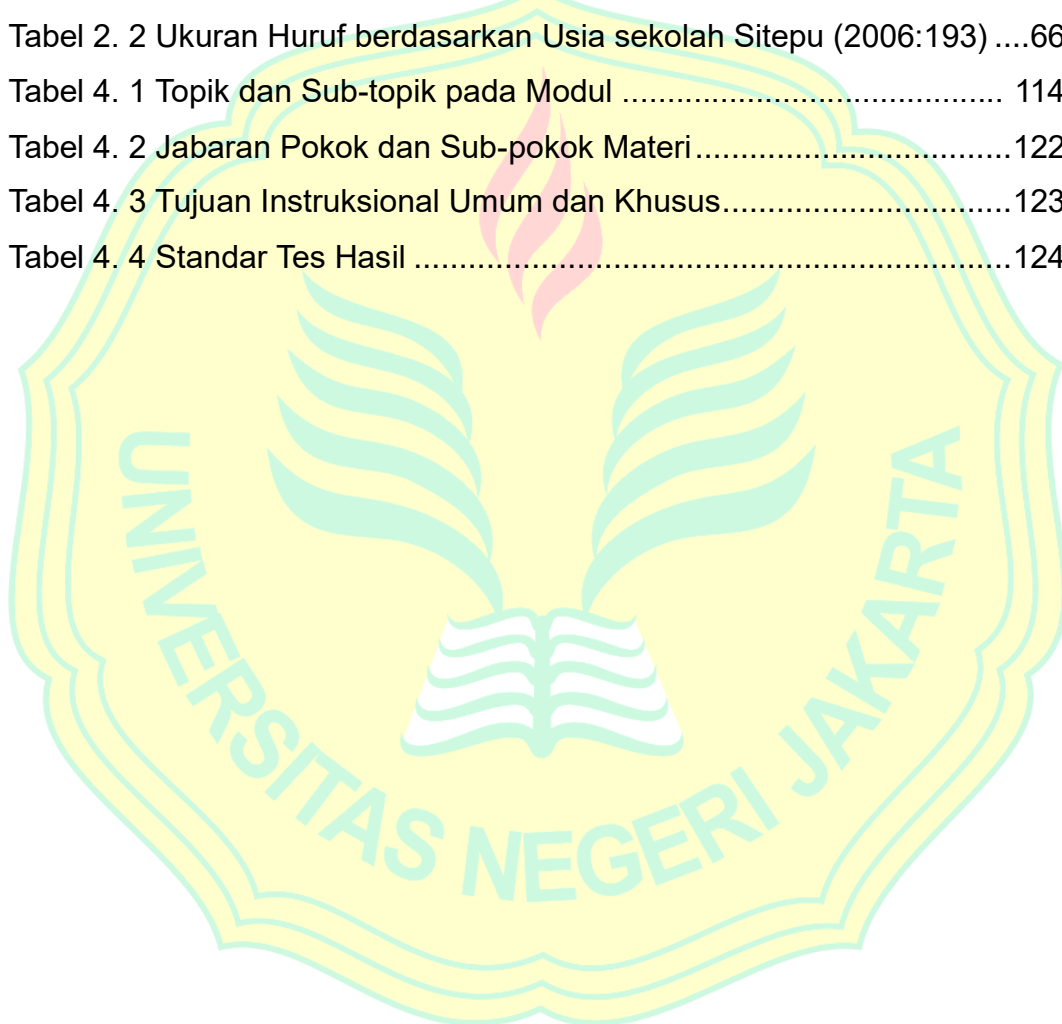 Tabel 2. 2 Ukuran Huruf berdasarkan Usia sekolah Sitepu (2006:193) ....66
Tabel 4. 1 Topik dan Sub-topik pada Modul .......................................... 114
Tabel 4. 2 Jabaran Pokok dan Sub-pokok Materi...................................122
Tabel 4. 3 Tujuan Instruksional Umum dan Khusus................................123
Tabel 4. 4 Standar Tes Hasil ..................................................................124
UNIVERSITAS NEGERI JAKARTA